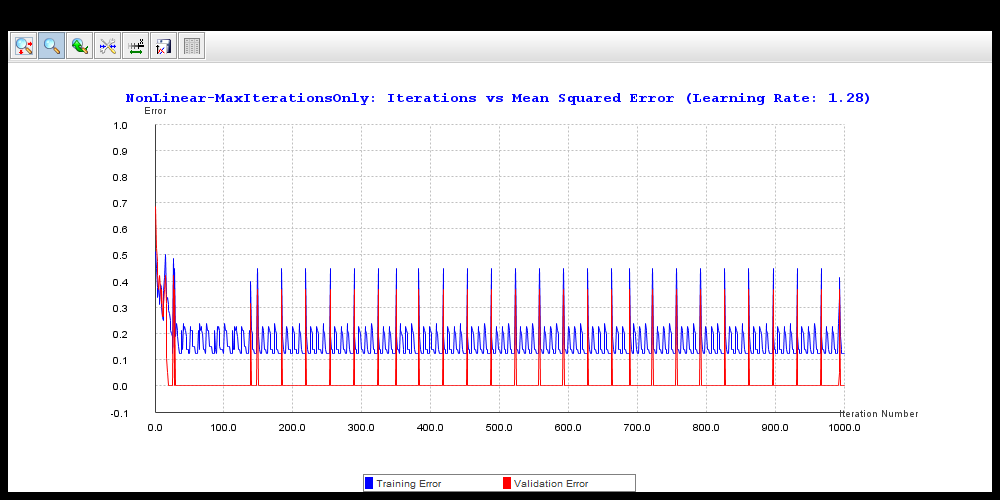 NonLinear-MaxIterationsOnly: Iterations vs Mean Squared Error (Learning Rate: 1.28)
Error
1.0
0.9
0.8
0.7
0.6
0.5
0.4
0.3
0.2
0.1
0.0
-0.1
Iteration Number
0.0 100.0 200.0 300.0 400.0 500.0 600.0 700.0 800.0 900.0 1000.0
Training Error Validation Error